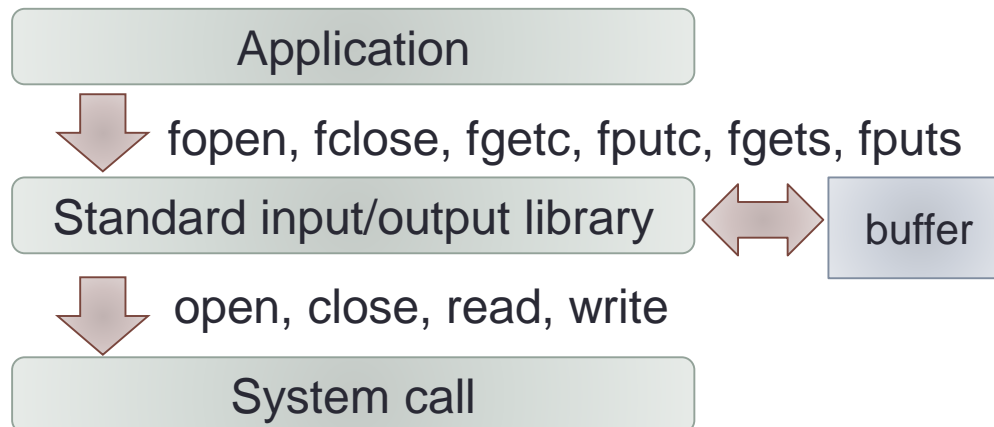 Application
fopen, fclose, fgetc, fputc, fgets, fputs
Standard input/output library
buffer
open, close, read, write
System call